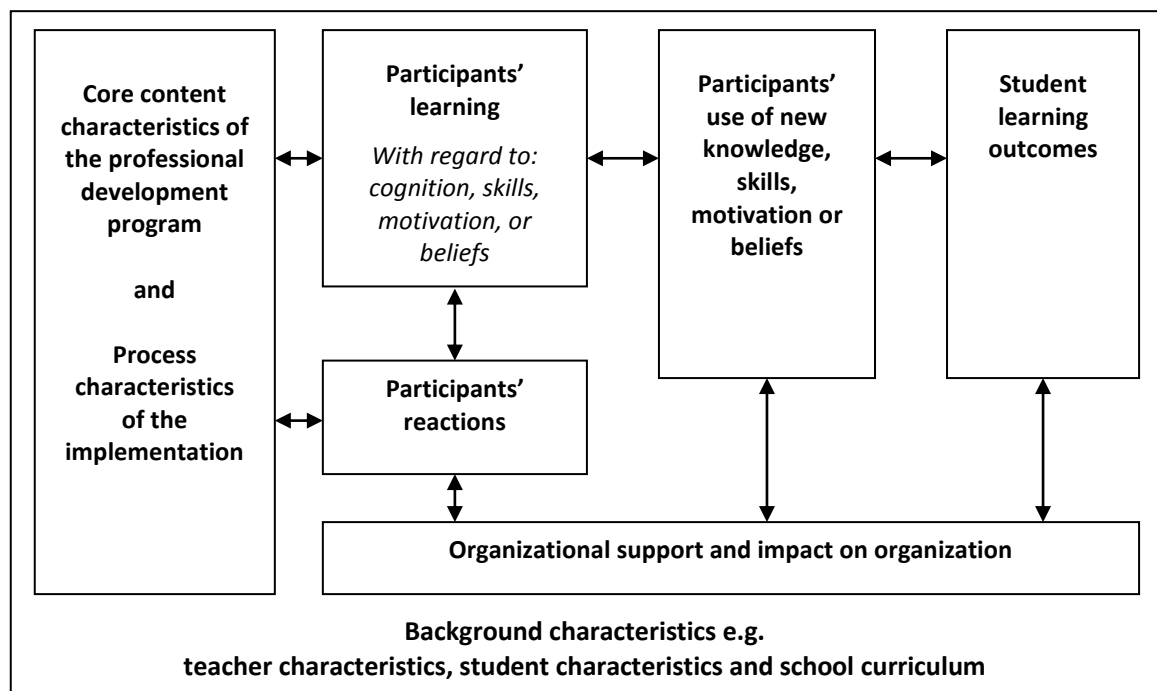 Core content
characteristics of
the professional
development
program
and
Process
characteristics
of the
implementation
Participants’
learning
With regard to:
cognition, skills,
motivation, or
beliefs
Participants’
reactions
Participants’
use of new
knowledge,
skills,
motivation or
beliefs
Student
learning
outcomes
Organizational support and impact on organization
Background characteristics e.g.
teacher characteristics, student characteristics and school curriculum